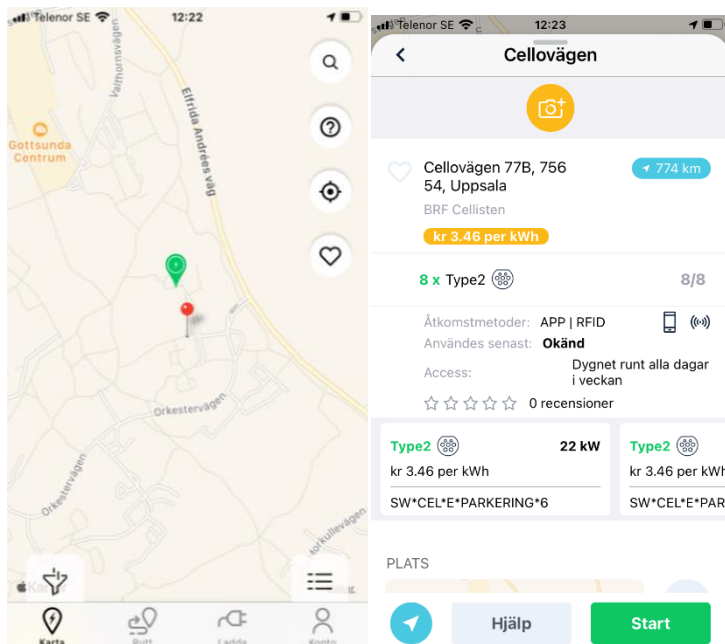 Telenor SE
12:22
Valthornsvägen
Elfrida Andrées väg
Gottsunda
Centrum
Orkestervägen
Orkestervägen
Karta
Rutt
Ladda
Konto
Telenor SE
12:23
Cellovägen
Cellovägen 77B, 756
54, Uppsala
774 km
BRF Cellisten
kr 3.46 per kWh
8 x Type2
8/8
Åtkomstmetoder: APP | RFID
Användes senast: Okänd
Access: Dygnet runt alla dagar
i veckan
0 recensioner
Type2 22 kW
kr 3.46 per kWh
SW*CEL*E*PARKERING*6
Type2
kr 3.46 per kWh
SW*CEL*E*PAR
PLATS
Hjälp
Start